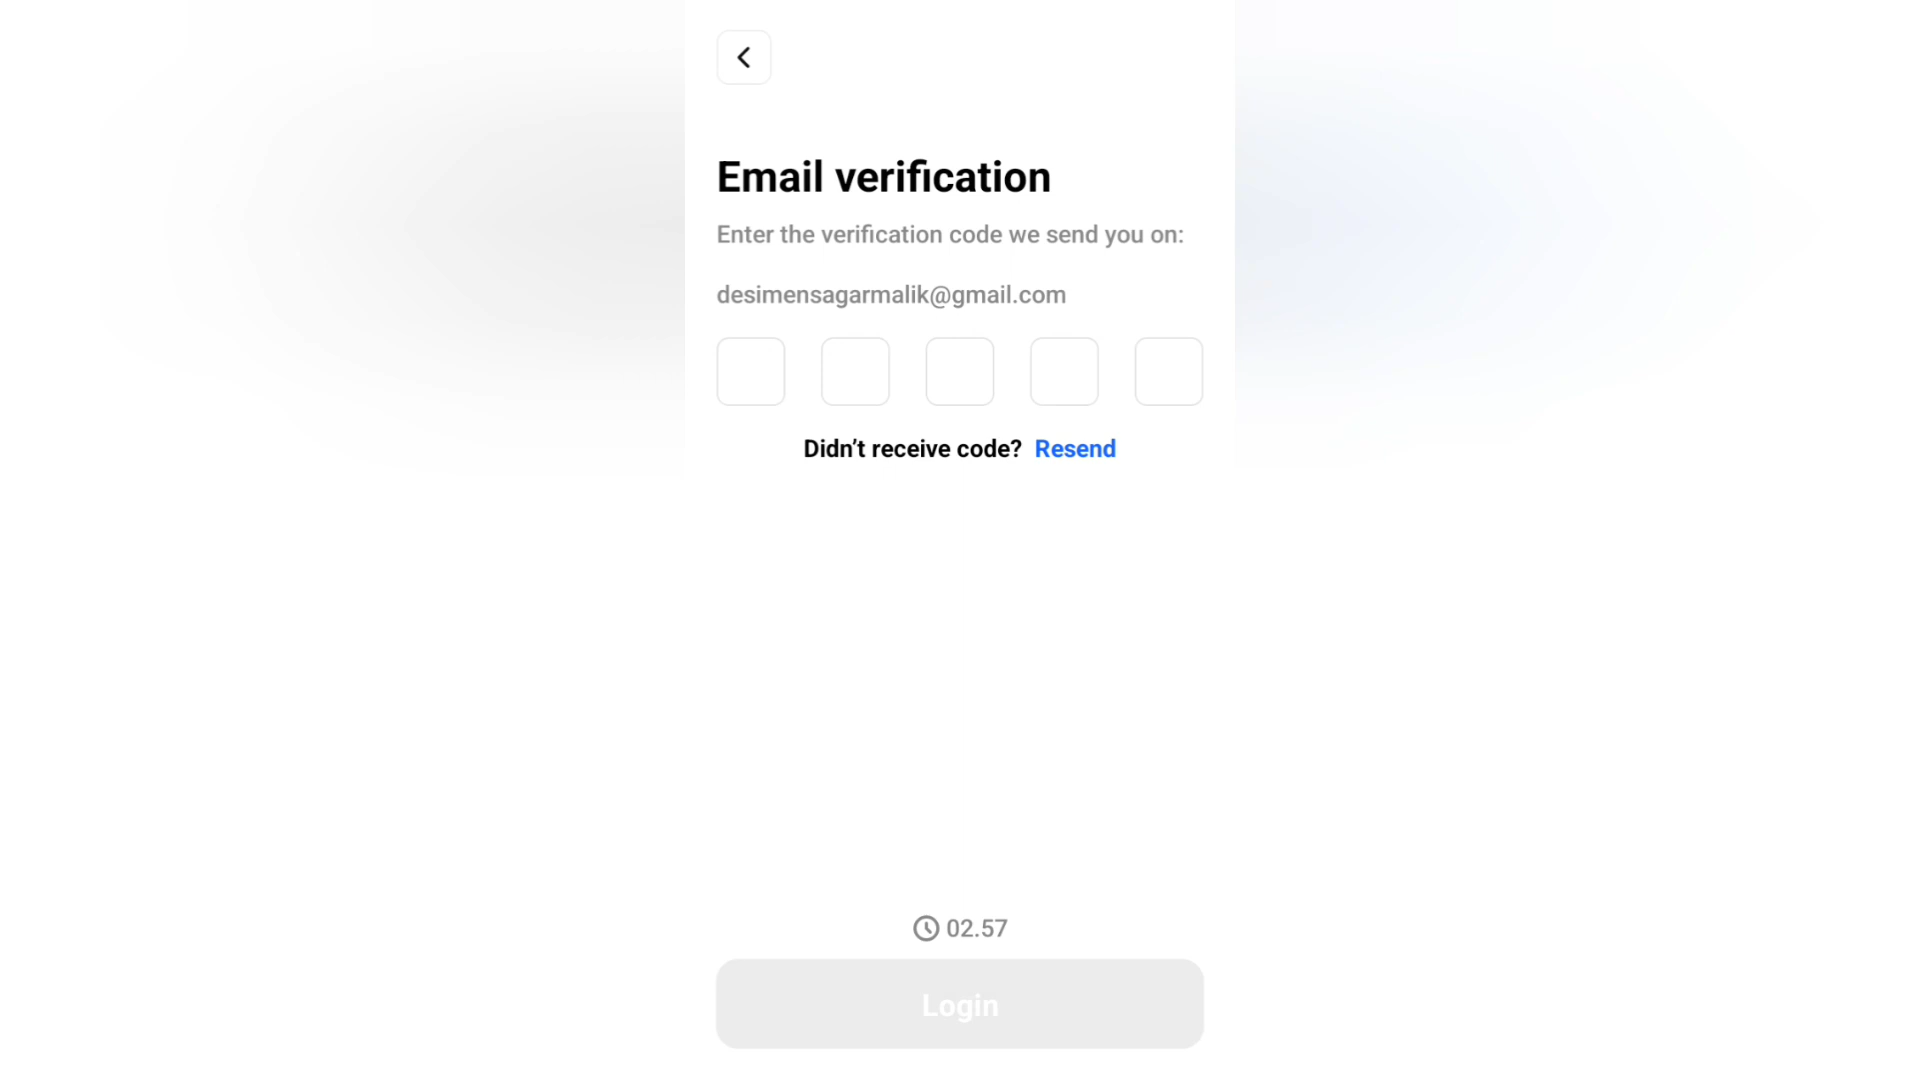 Email verification
Enter the verification code we send you on:
desimensagarmalik@gmail.com
Didn’t receive code? Resend
02.57
Login